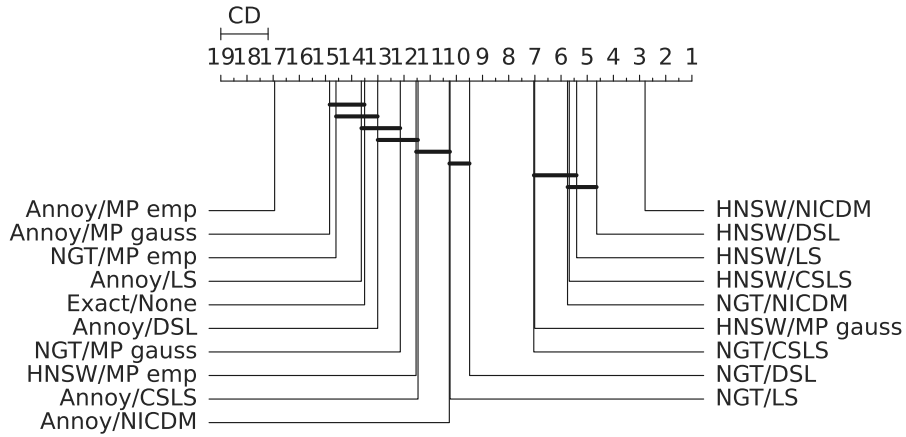 CD
19 18 17 16 15 14 13 12 11 10 9 8 7 6 5 4 3 2 1
Annoy/MP emp
Annoy/MP gauss
NGT/MP emp
Annoy/LS
Exact/None
Annoy/DSL
NGT/MP gauss
HNSW/MP emp
Annoy/CSLS
Annoy/NICDM
HNSW/NICDM
HNSW/DSL
HNSW/LS
HNSW/CSLS
NGT/NICDM
HNSW/MP gauss
NGT/CSLS
NGT/DSL
NGT/LS